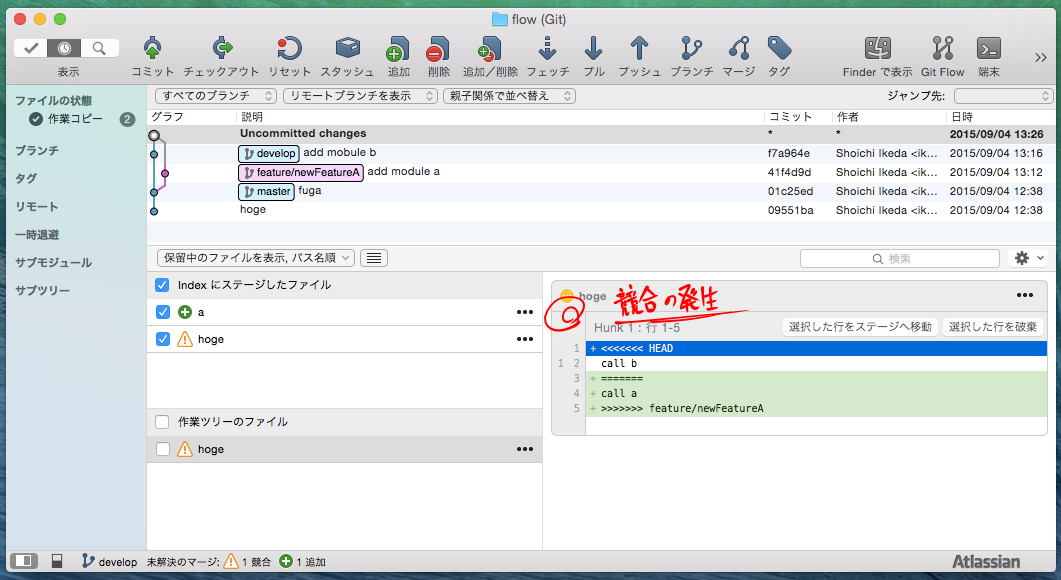 flow (Git)
表示 コミット チェックアウト リセット スタッシュ 追加 削除 追加／削除 フェッチ プル プッシュ ブランチ マージ タグ Finder で表示 Git Flow 端末
ファイルの状態
作業コピー 2
ブランチ
タグ
リモート
一時退避
サブモジュール
サブツリー
すべてのブランチ リモートブランチを表示 親子関係で並べ替え ジャンプ先:
グラフ 説明 コミット 作者 日時
Uncommitted changes * * 2015/09/04 13:26
develop add mobule b f7a964e Shoichi Ikeda <ik... 2015/09/04 13:16
feature/newFeatureA add module a 41f4d9d Shoichi Ikeda <ik... 2015/09/04 13:12
master fuga 01c25ed Shoichi Ikeda <ik... 2015/09/04 12:38
hoge 09551ba Shoichi Ikeda <ik... 2015/09/04 12:38
保留中のファイルを表示, パス名順 検索
Index にステージしたファイル
a
hoge
作業ツリーのファイル
hoge
hoge 競合の発生
Hunk 1 : 行 1-5 選択した行をステージへ移動 選択した行を破棄
1 + <<<<<<< HEAD
1 2 call b
3 + =======
4 + call a
5 + >>>>>>> feature/newFeatureA
develop 未解決のマージ: 1 競合 1 追加
Atlassian